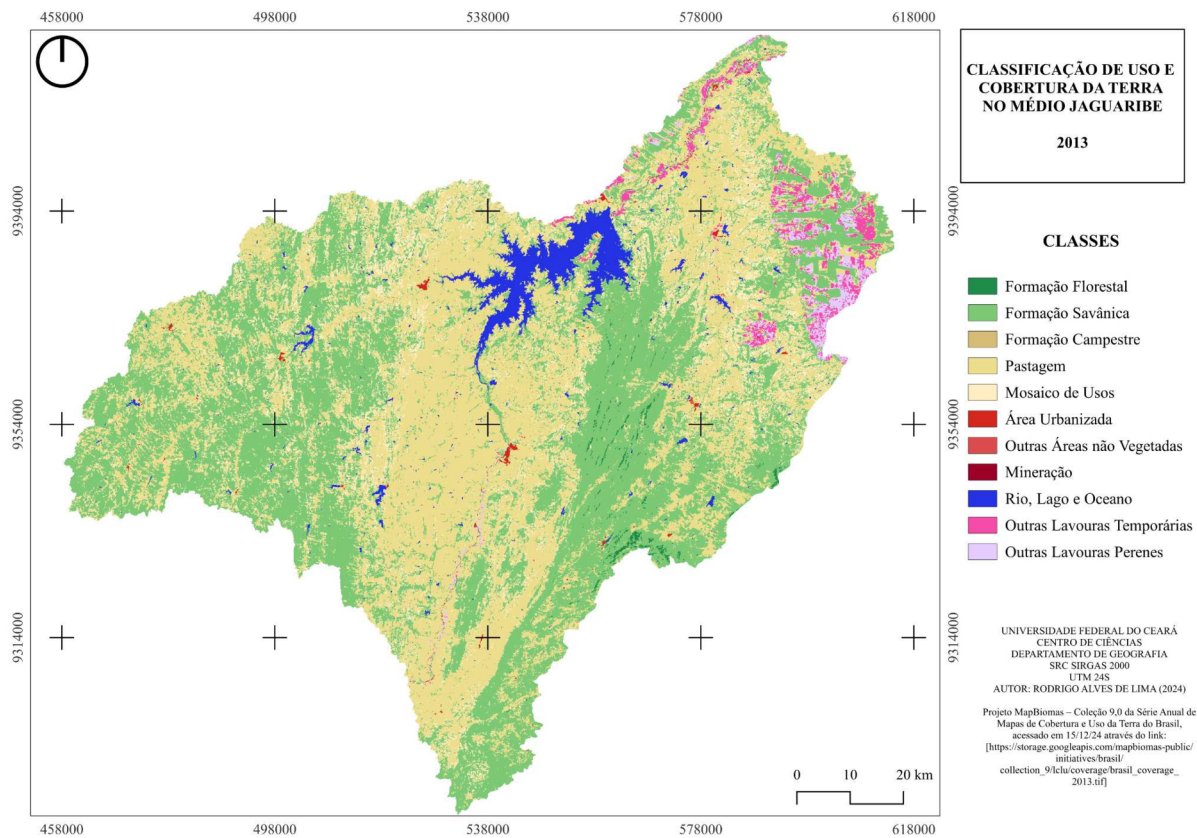 458000
498000
538000
578000
618000
9394000
9354000
9314000
9394000
9354000
9314000
0
10
20 km
458000
498000
538000
578000
618000
CLASSIFICAÇÃO DE USO E
COBERTURA DA TERRA
NO MÉDIO JAGUARIBE
2013
CLASSES
Formação Florestal
Formação Savânica
Formação Campestre
Pastagem
Mosaico de Usos
Área Urbanizada
Outras Áreas não Vegetadas
Mineração
Rio, Lago e Oceano
Outras Lavouras Temporárias
Outras Lavouras Perenes
UNIVERSIDADE FEDERAL DO CEARÁ
CENTRO DE CIÊNCIAS
DEPARTAMENTO DE GEOGRAFIA
SRC SIRGAS 2000
UTM 24S
AUTOR: RODRIGO ALVES DE LIMA (2024)
Projeto MapBiomas – Coleção 9,0 da Série Anual de
Mapas de Cobertura e Uso da Terra do Brasil,
acessado em 15/12/24 através do link:
[https://storage.googleapis.com/mapbiomas-public/
initiatives/brasil/
collection_9/lclu/coverage/brasil_coverage_
2013.tif]